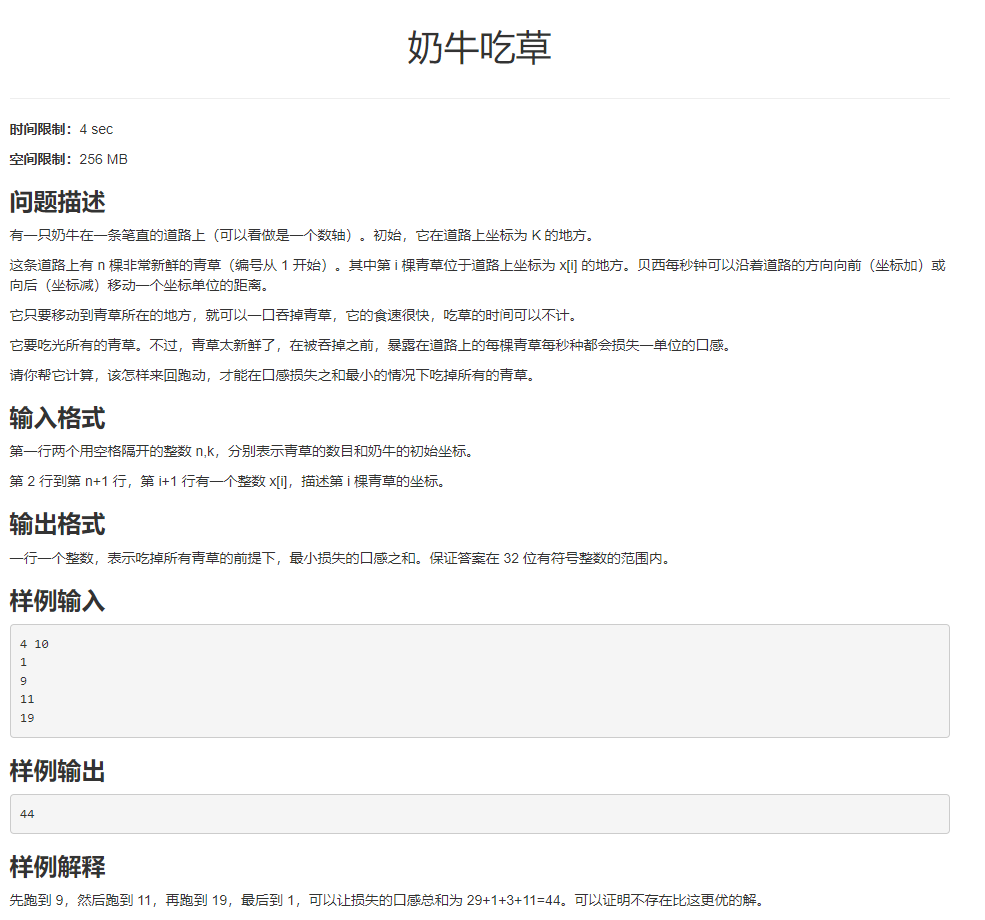 奶牛吃草
时间限制：4 sec
空间限制：256 MB
问题描述
有一只奶牛在一条笔直的道路上（可以看做是一个数轴）。初始，它在道路上坐标为 K 的地方。
这条道路上有 n 棵非常新鲜的青草（编号从 1 开始）。其中第 i 棵青草位于道路上坐标为 x[i] 的地方。贝西每秒钟可以沿着道路的方向向前（坐标加）或
向后（坐标减）移动一个坐标单位的距离。
它只要移动到青草所在的地方，就可以一口吞掉青草，它的食速很快，吃草的时间可以不计。
它要吃光所有的青草。不过，青草太新鲜了，在被吞掉之前，暴露在道路上的每棵青草每秒种都会损失一单位的口感。
请你帮它计算，该怎样来回跑动，才能在口感损失之和最小的情况下吃掉所有的青草。
输入格式
第一行两个用空格隔开的整数 n,k，分别表示青草的数目和奶牛的初始坐标。
第 2 行到第 n+1 行，第 i+1 行有一个整数 x[i]，描述第 i 棵青草的坐标。
输出格式
一行一个整数，表示吃掉所有青草的前提下，最小损失的口感之和。保证答案在 32 位有符号整数的范围内。
样例输入
4 10
1
9
11
19
样例输出
44
样例解释
先跑到 9，然后跑到 11，再跑到 19，最后到 1，可以让损失的口感总和为 29+1+3+11=44。可以证明不存在比这更优的解。